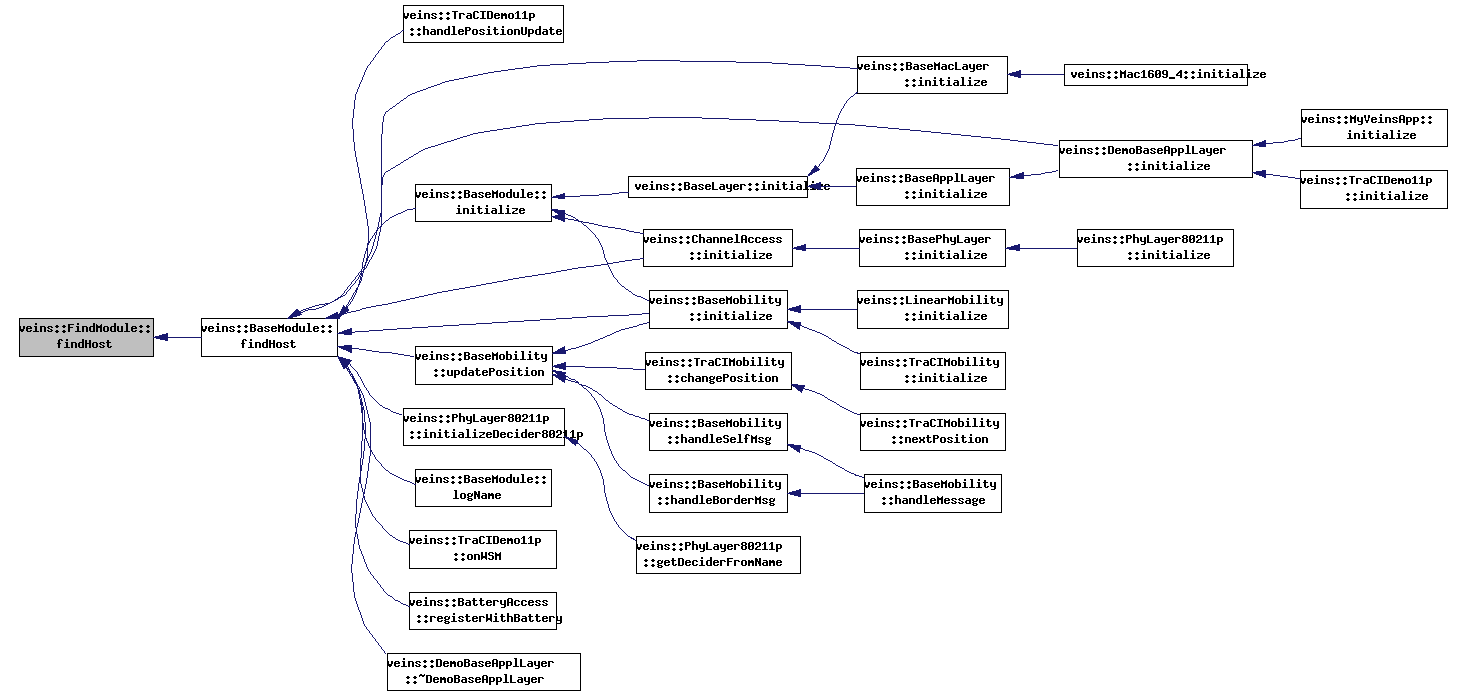 veins::TraCIDemo11p
::handlePositionUpdate
veins::BaseMacLayer
::initialize
veins::Mac1609_4::initialize
veins::MyVeinsApp::
initialize
veins::DemoBaseApplLayer
::initialize
veins::BaseApplLayer
::initialize
veins::TraCIDemo11p
::initialize
veins::BaseLayer::initialize
veins::BaseModule::
initialize
veins::ChannelAccess
::initialize
veins::BasePhyLayer
::initialize
veins::PhyLayer80211p
::initialize
veins::BaseMobility
::initialize
veins::LinearMobility
::initialize
veins::FindModule::
findHost
veins::BaseModule::
findHost
veins::BaseMobility
::updatePosition
veins::TraCIMobility
::changePosition
veins::TraCIMobility
::initialize
veins::PhyLayer80211p
::initializeDecider80211p
veins::BaseMobility
::handleSelfMsg
veins::TraCIMobility
::nextPosition
veins::BaseModule::
logName
veins::BaseMobility
::handleBorderMsg
veins::BaseMobility
::handleMessage
veins::TraCIDemo11p
::onWSM
veins::PhyLayer80211p
::getDeciderFromName
veins::BatteryAccess
::registerWithBattery
veins::DemoBaseApplLayer
::~DemoBaseApplLayer